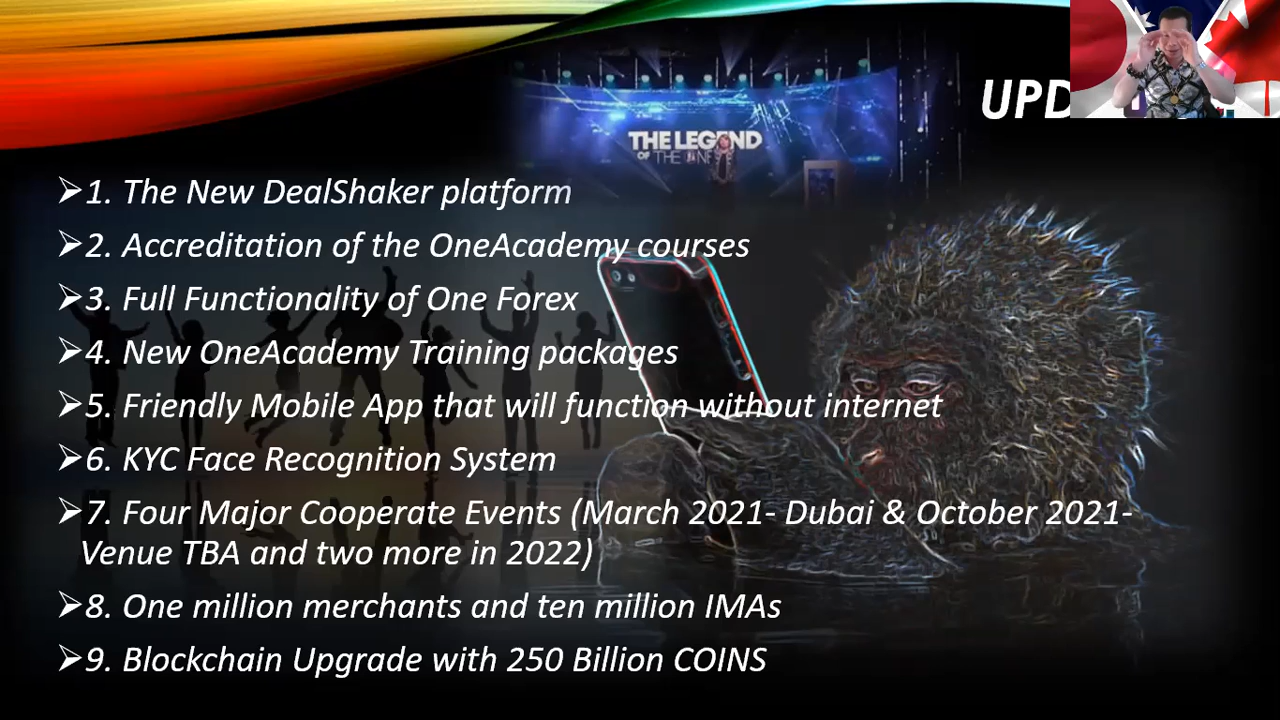 UPD
THE LEGEND
OF THE ONE
➢1. The New DealShaker platform
➢2. Accreditation of the OneAcademy courses
➢3. Full Functionality of One Forex
➢4. New OneAcademy Training packages
➢5. Friendly Mobile App that will function without internet
➢6. KYC Face Recognition System
➢7. Four Major Cooperate Events (March 2021- Dubai & October 2021-
Venue TBA and two more in 2022)
➢8. One million merchants and ten million IMAs
➢9. Blockchain Upgrade with 250 Billion COINS